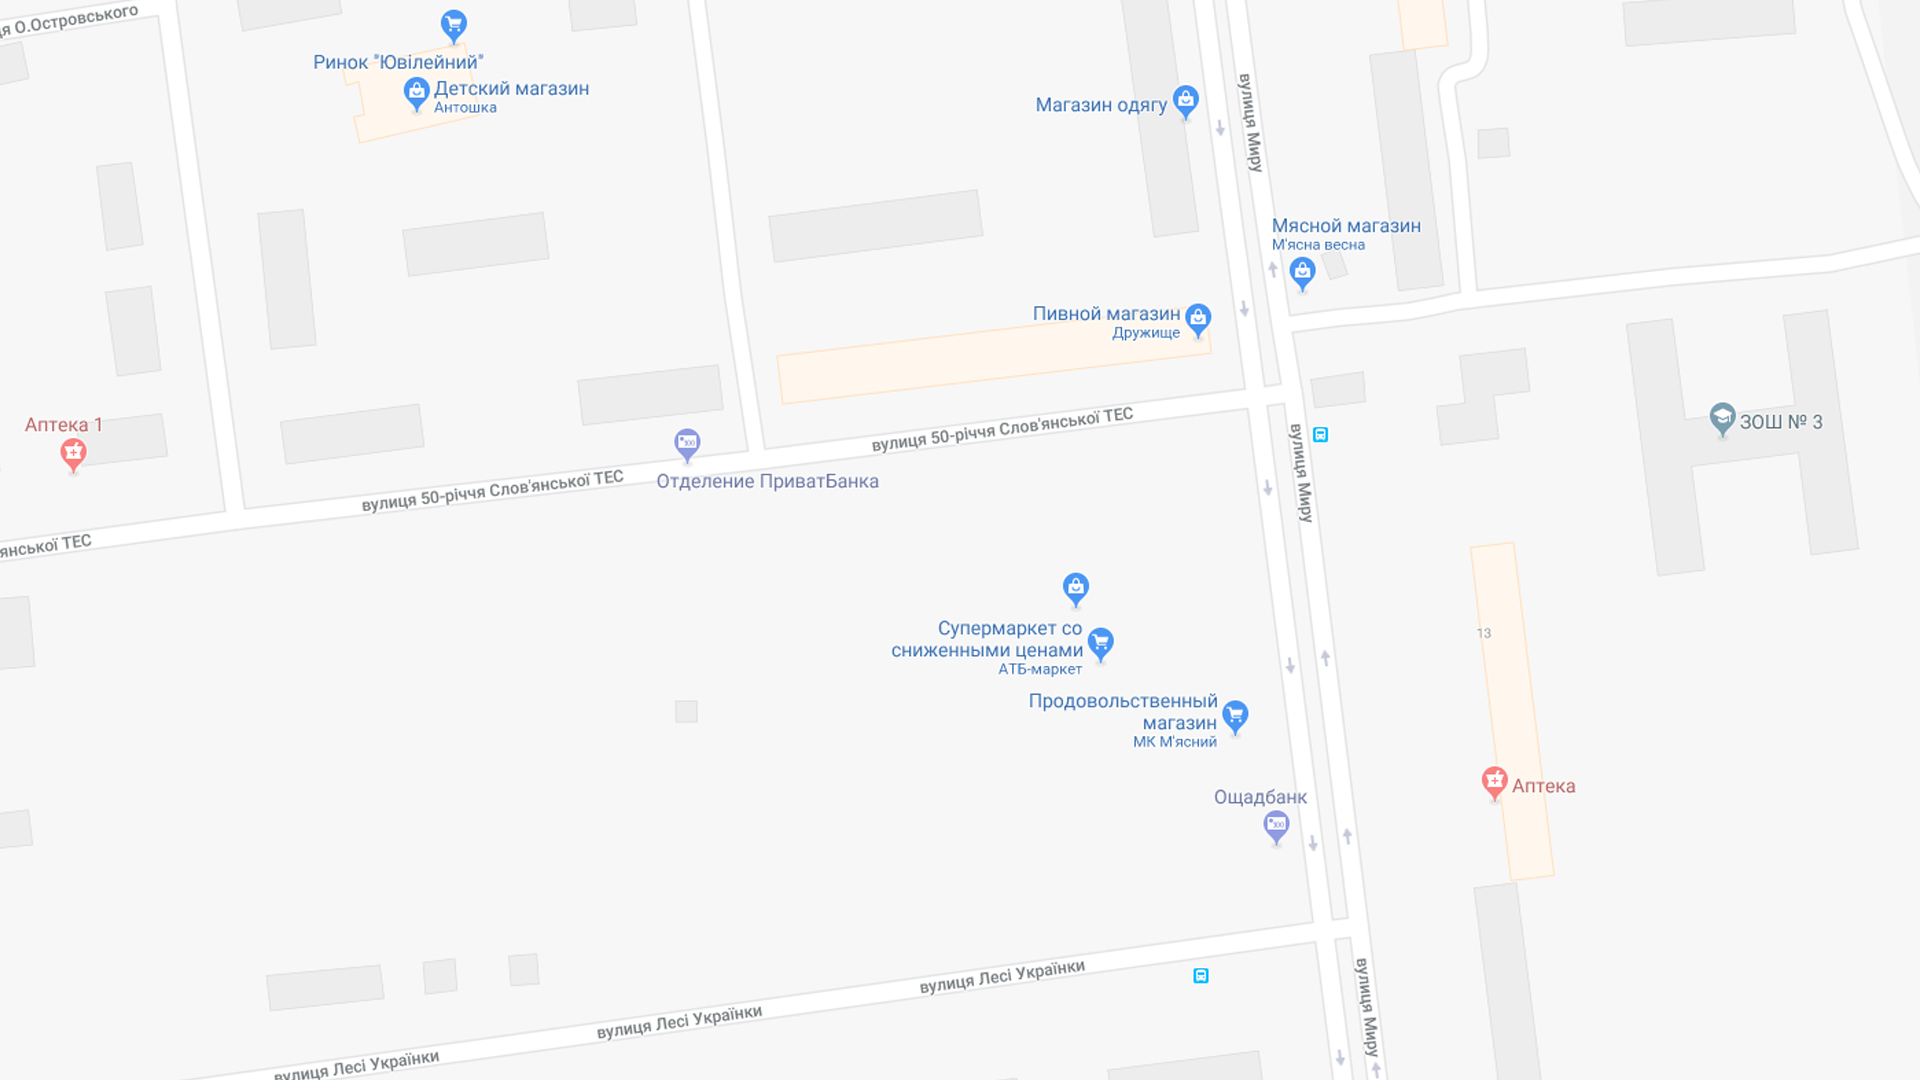 я О.Островського
Ринок "Ювілейний"
Детский магазин
Антошка
Магазин одягу
вулиця Миру
Мясной магазин
М'ясна весна
Пивной магазин
Дружище
Аптека 1
вулиця 50-річчя Слов'янської ТЕС
вулиця Миру
ЗОШ № 3
вулиця 50-річчя Слов'янської ТЕС
Отделение ПриватБанка
янської ТЕС
Супермаркет со
сниженными ценами
АТБ-маркет
13
Продовольственный
магазин
МК М'ясний
Аптека
Ощадбанк
вулиця Лесі Українки
вулиця Миру
вулиця Лесі Українки
вулиця Лесі Українки